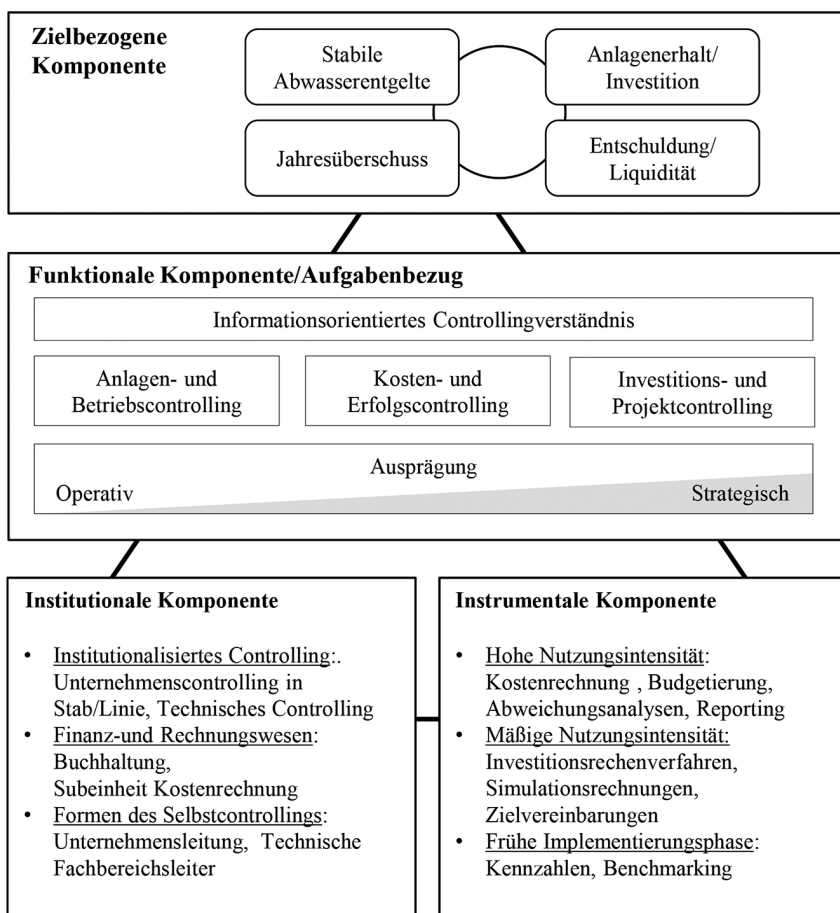 Zielbezogene
Komponente
Stabile
Abwasserentgelte
Anlagenerhalt/
Investition
Jahresüberschuss
Entschuldung/
Liquidität
Funktionale Komponente/Aufgabenbezug
Informationsorientiertes Controllingverständnis
Anlagen- und
Betriebscontrolling
Kosten- und
Erfolgscontrolling
Investitions- und
Projektcontrolling
Ausprägung
Operativ
Strategisch
Institutionale Komponente
• Institutionalisiertes Controlling:.
Unternehmenscontrolling in
Stab/Linie, Technisches Controlling
• Finanz-und Rechnungswesen:
Buchhaltung,
Subeinheit Kostenrechnung
• Formen des Selbstcontrollings:
Unternehmensleitung, Technische
Fachbereichsleiter
Instrumentale Komponente
• Hohe Nutzungsintensität:
Kostenrechnung , Budgetierung,
Abweichungsanalysen, Reporting
• Mäßige Nutzungsintensität:
Investitionsrechenverfahren,
Simulationsrechnungen,
Zielvereinbarungen
• Frühe Implementierungsphase:
Kennzahlen, Benchmarking